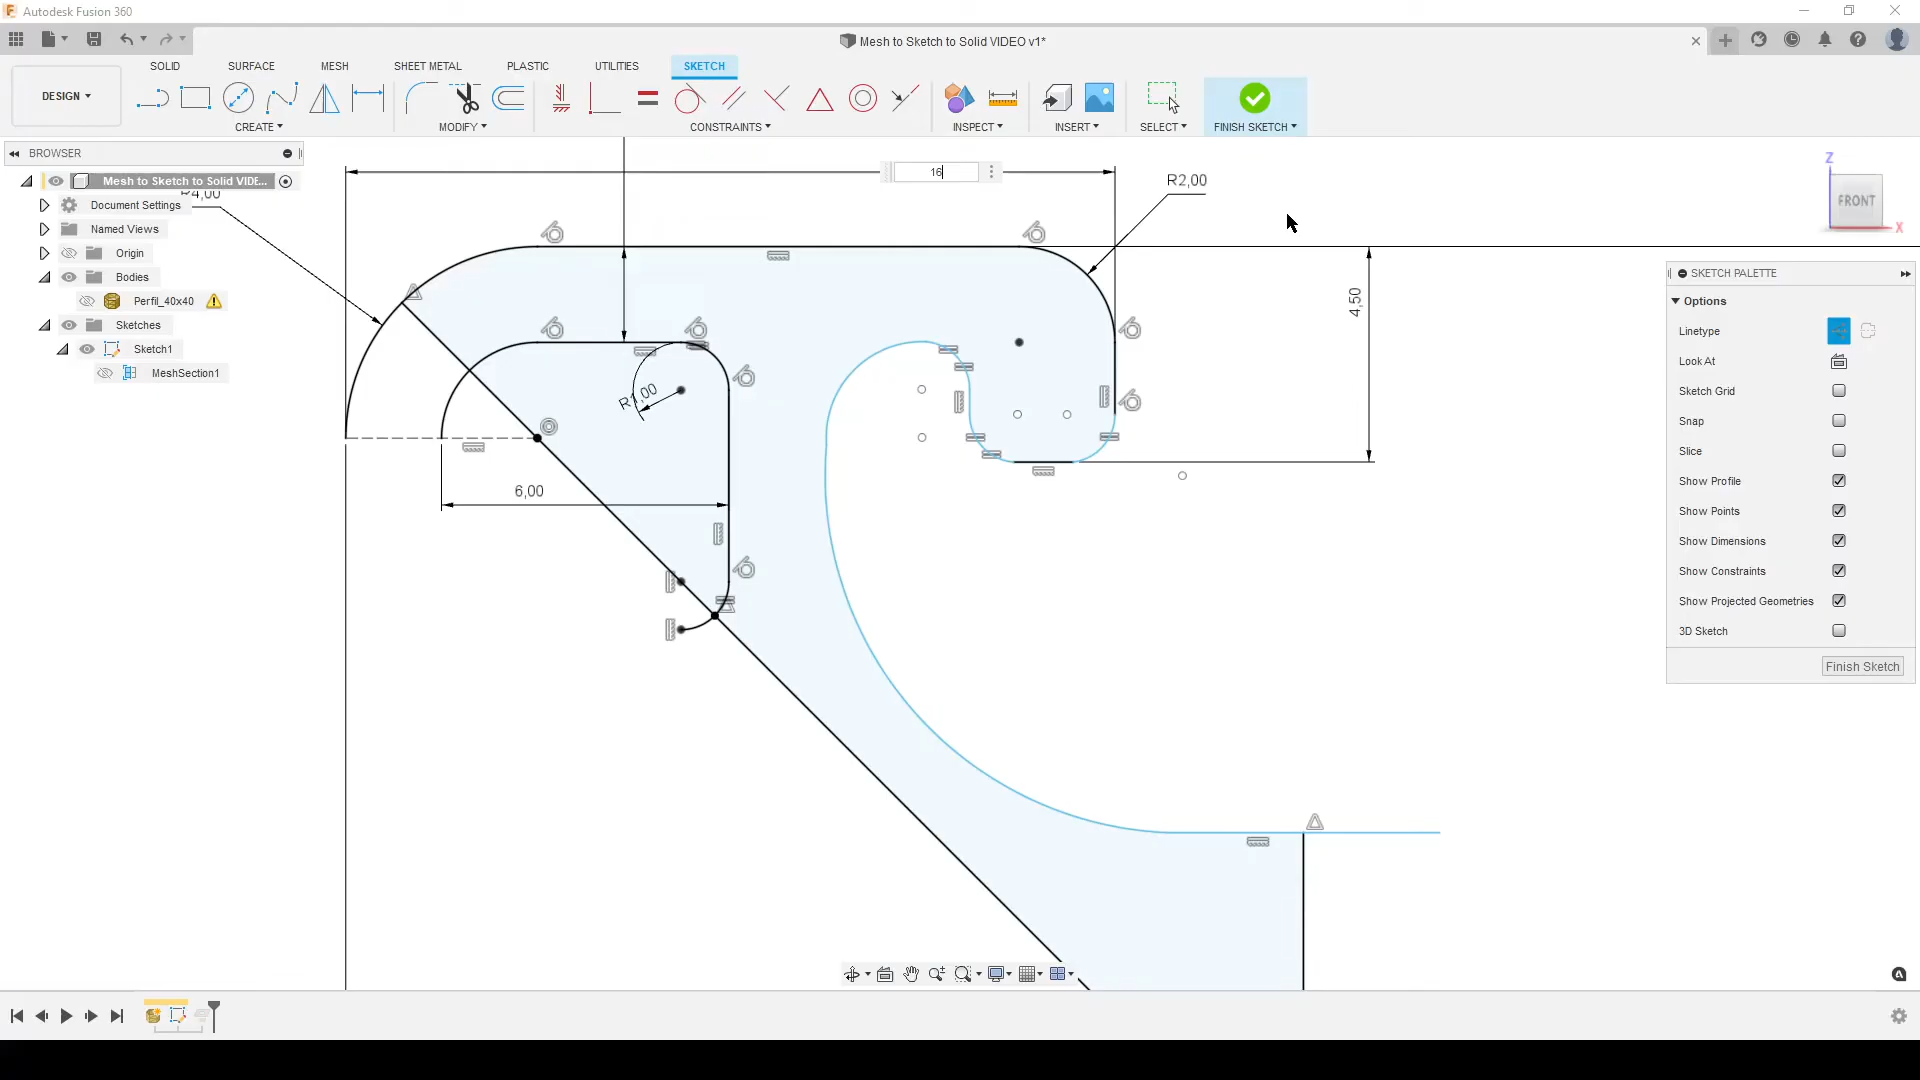 Autodesk Fusion 360
Mesh to Sketch to Solid VIDEO v1*
SOLID
SURFACE
MESH
SHEET METAL
PLASTIC
UTILITIES
SKETCH
DESIGN
CREATE
MODIFY
CONSTRAINTS
INSPECT
INSERT
SELECT
FINISH SKETCH
BROWSER
Mesh to Sketch to Solid VIDE...
Document Settings
Named Views
Origin
Bodies
Perfil_40x40
Sketches
Sketch1
MeshSection1
R4,00
16
R2,00
4,50
R1,00
6,00
Z
FRONT
X
SKETCH PALETTE
Options
Linetype
Look At
Sketch Grid
Snap
Slice
Show Profile
Show Points
Show Dimensions
Show Constraints
Show Projected Geometries
3D Sketch
Finish Sketch